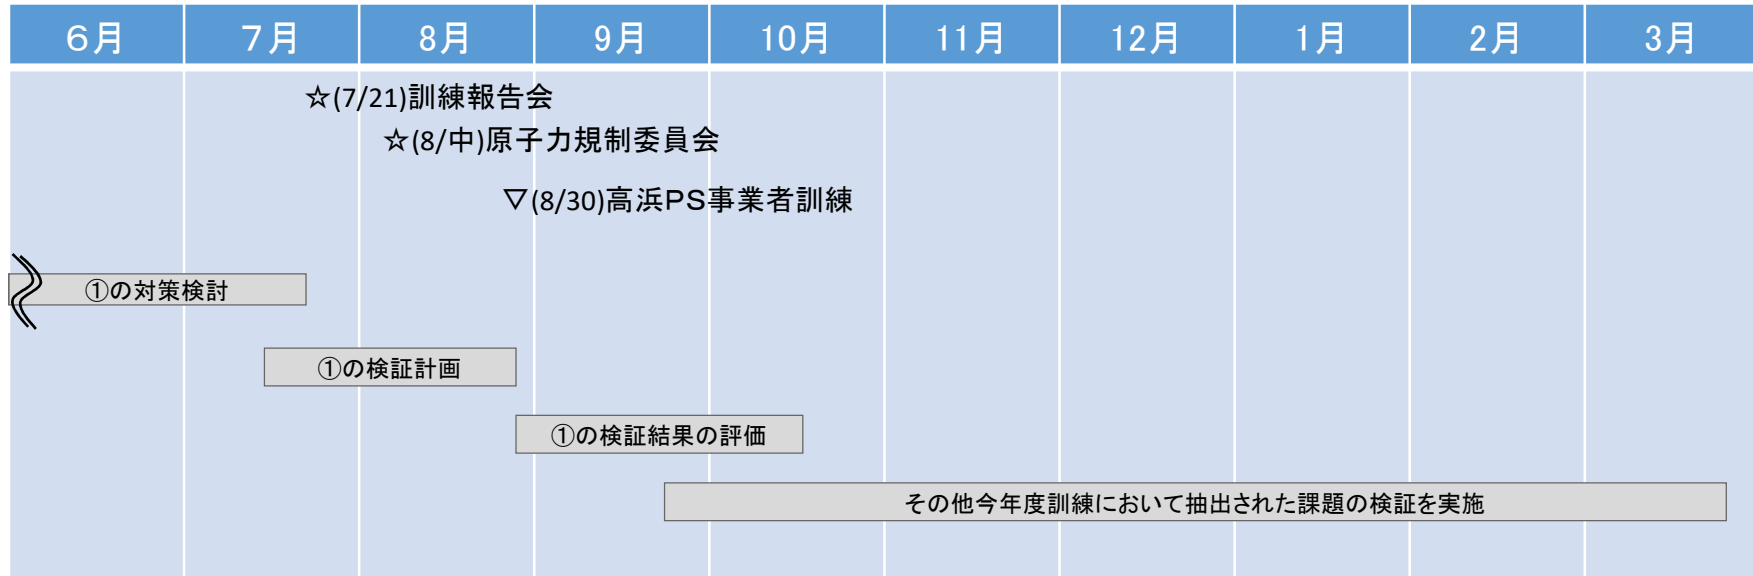 ６月 ７月 8月 9月 10月 11月 12月 1月 2月 3月
☆(7/21)訓練報告会
☆(8/中)原子力規制委員会
▽(8/30)高浜ＰＳ事業者訓練
①の対策検討
①の検証計画
①の検証結果の評価
その他今年度訓練において抽出された課題の検証を実施